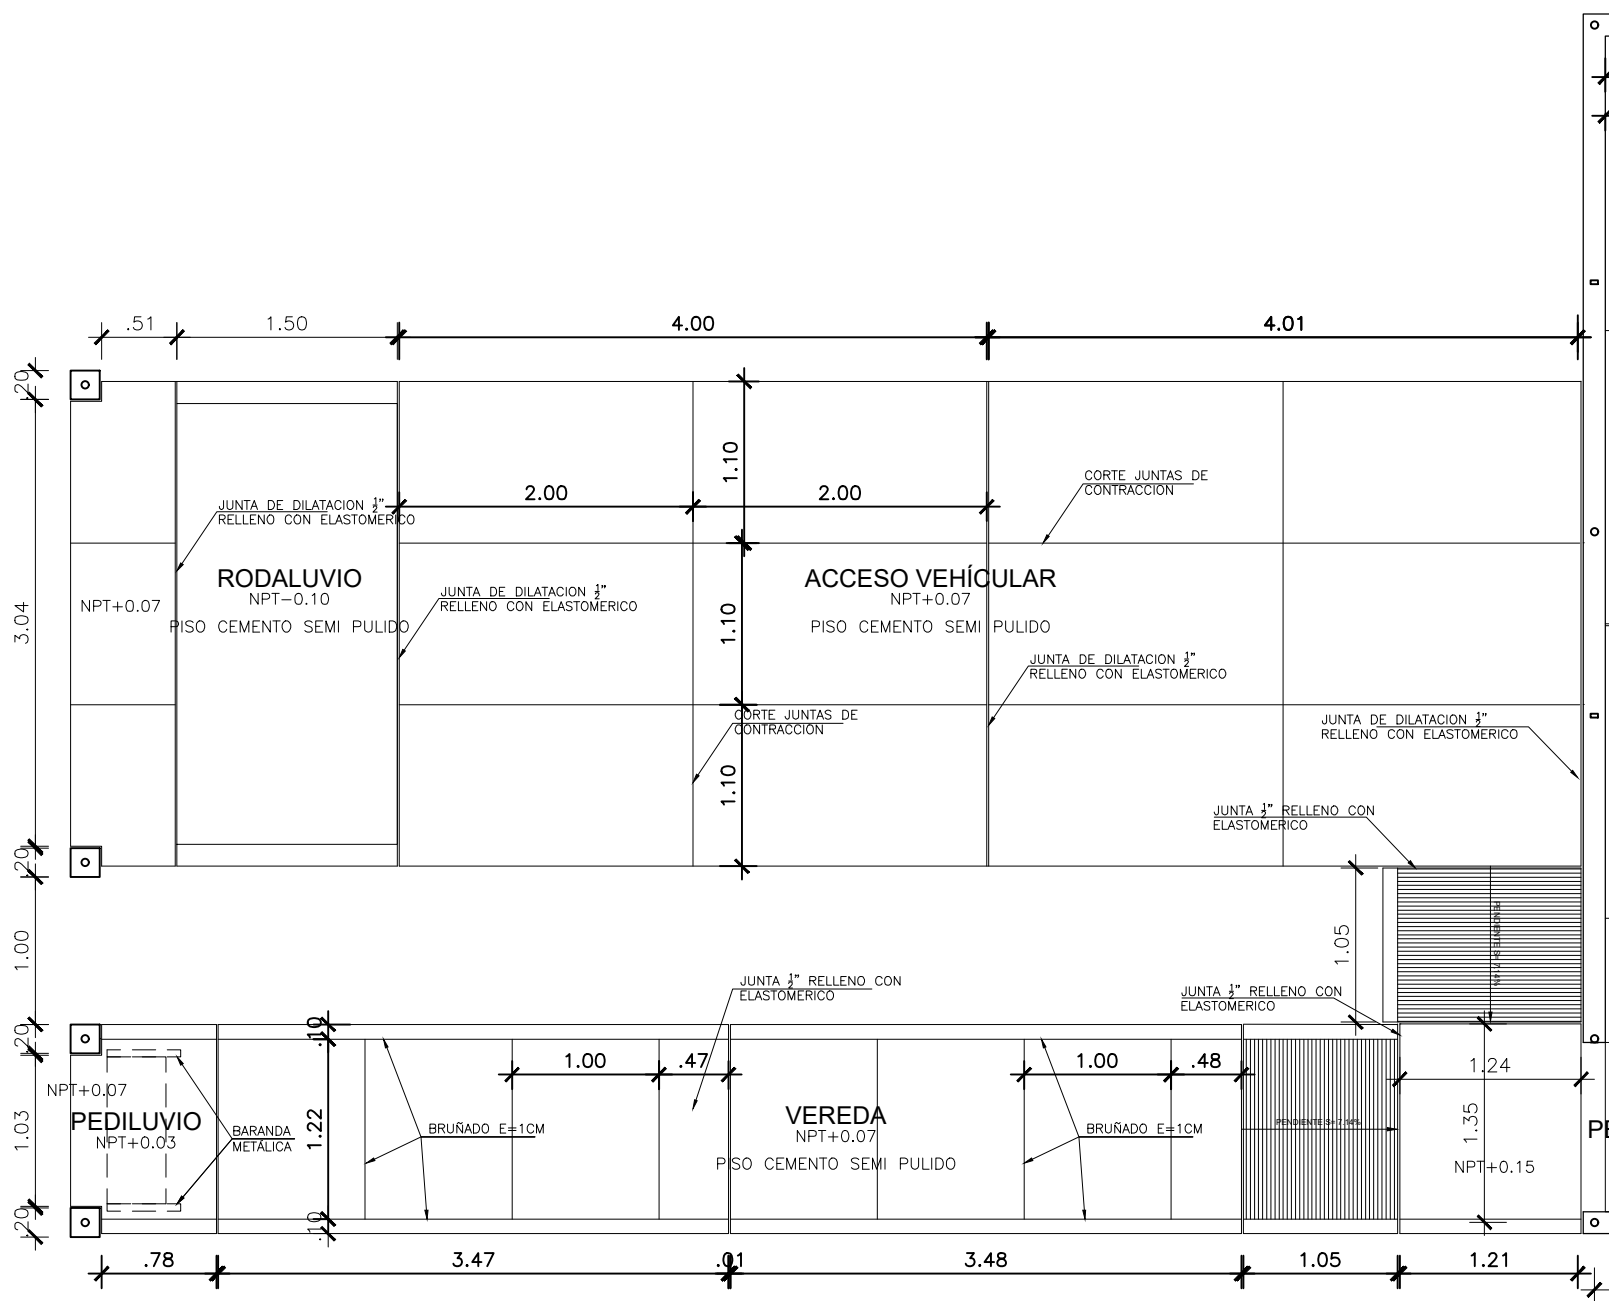 .51
1.50
4.00
4.01
.20
1.10
2.00
2.00
CORTE JUNTAS DE
CONTRACCION
JUNTA DE DILATACION ½"
RELLENO CON ELASTOMERICO
RODALUVIO
NPT-0.10
PISO CEMENTO SEMI PULIDO
NPT+0.07
3.04
JUNTA DE DILATACION ½"
RELLENO CON ELASTOMERICO
1.10
ACCESO VEHÍCULAR
NPT+0.07
PISO CEMENTO SEMI PULIDO
JUNTA DE DILATACION ½"
RELLENO CON ELASTOMERICO
CORTE JUNTAS DE
CONTRACCION
JUNTA DE DILATACION ½"
RELLENO CON ELASTOMERICO
1.10
JUNTA ½" RELLENO CON
ELASTOMERICO
.20
1.00
1.05
PENDIENTE S= 7.14%
JUNTA ½" RELLENO CON
ELASTOMERICO
JUNTA ½" RELLENO CON
ELASTOMERICO
.20
.10
1.00
.47
1.00
.48
1.24
NPT+0.07
PEDILUVIO
NPT+0.03
1.03
BARANDA
METÁLICA
1.22
BRUÑADO E=1CM
VEREDA
NPT+0.07
PISO CEMENTO SEMI PULIDO
BRUÑADO E=1CM
PENDIENTE S= 7.14%
1.35
NPT+0.15
PE
.20
.10
.78
3.47
.01
3.48
1.05
1.21